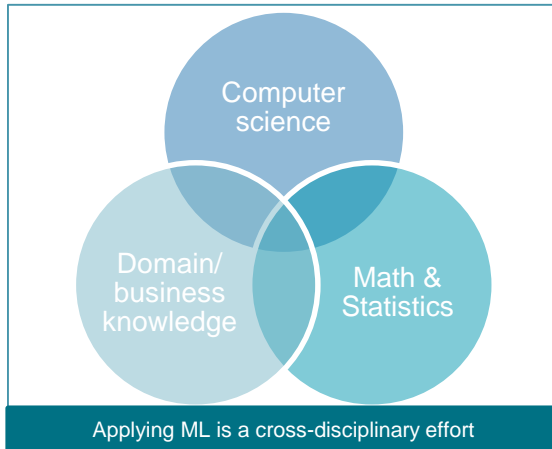 Computer
science
Domain/
business
knowledge
Math &
Statistics
Applying ML is a cross-disciplinary effort